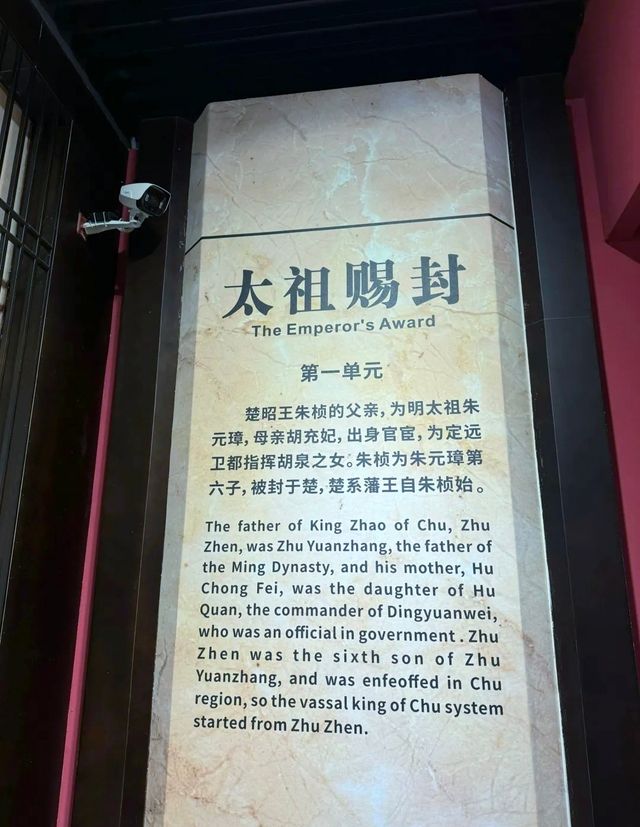 太祖赐封
The Emperor's Award
第一单元
楚昭王朱桢的父亲，为明太祖朱
元璋，母亲胡充妃，出身官宦，为定远
卫都指挥胡泉之女。朱桢为朱元璋第
六子，被封于楚，楚系藩王自朱桢始。
The father of King Zhao of Chu, Zhu
Zhen, was Zhu Yuanzhang, the father of
the Ming Dynasty, and his mother, Hu
Chong Fei, was the daughter of Hu
Quan, the commander of Dingyuanwei,
who was an official in government . Zhu
Zhen was the sixth son of Zhu
Yuanzhang, and was enfeoffed in Chu
region, so the vassal king of Chu system
started from Zhu Zhen.